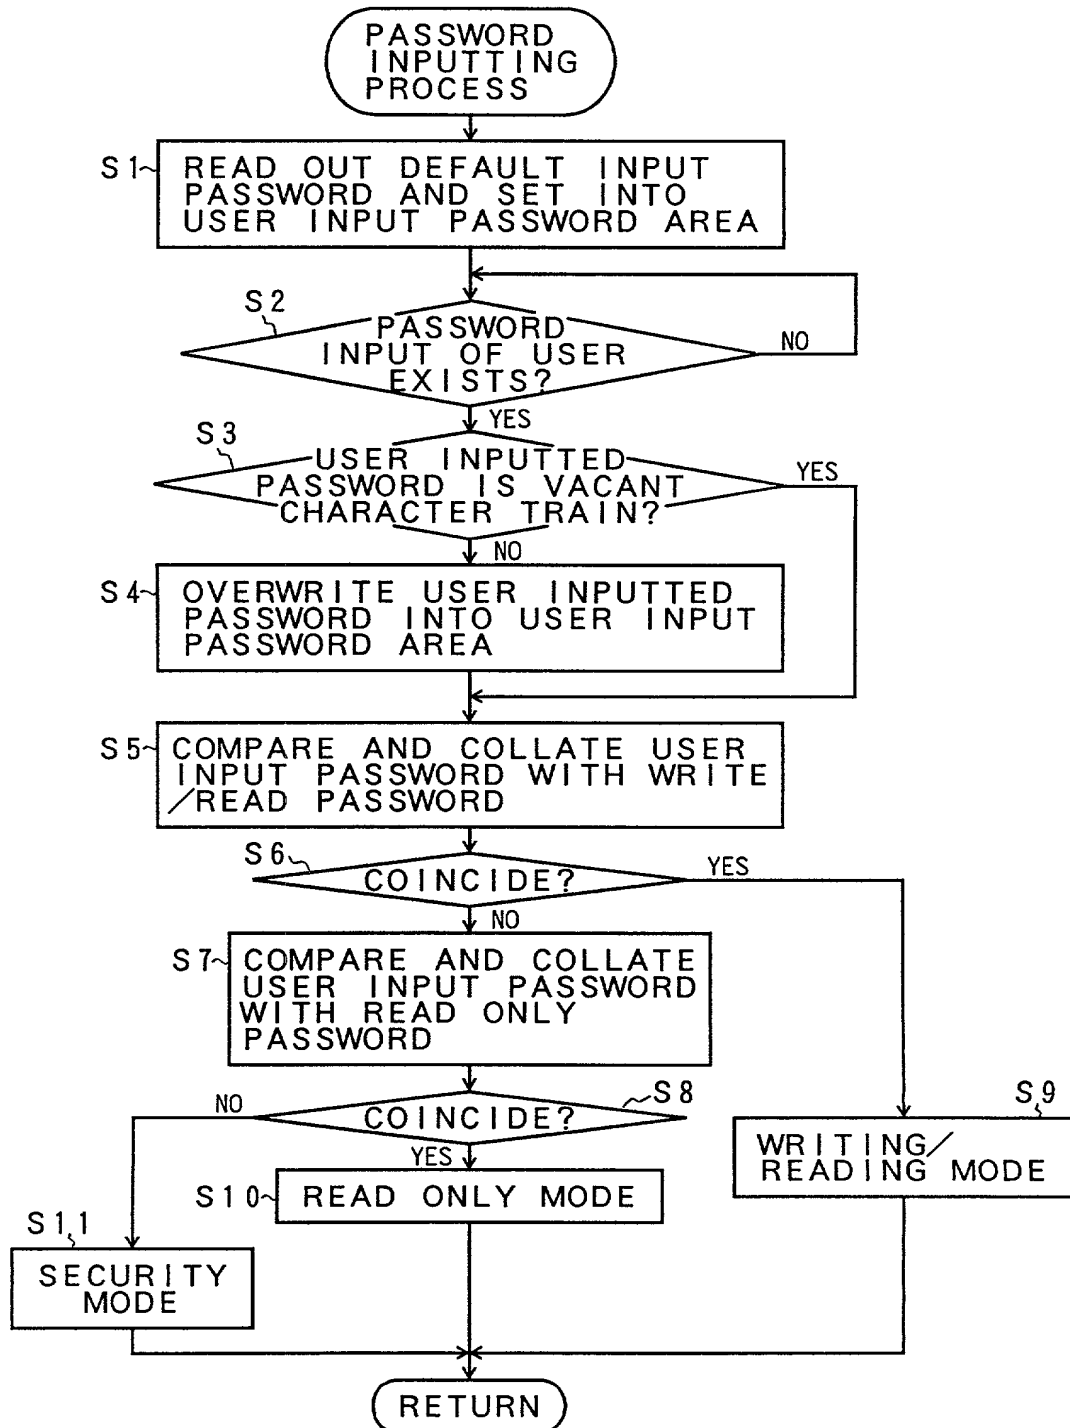 PASSWORD
INPUTTING
PROCESS
S1
READ OUT DEFAULT INPUT
PASSWORD AND SET INTO
USER INPUT PASSWORD AREA
S2
PASSWORD
INPUT OF USER
EXISTS?
NO
YES
S3
USER INPUTTED
PASSWORD IS VACANT
CHARACTER TRAIN?
YES
NO
S4
OVERWRITE USER INPUTTED
PASSWORD INTO USER INPUT
PASSWORD AREA
S5
COMPARE AND COLLATE USER
INPUT PASSWORD WITH WRITE
/READ PASSWORD
S6
COINCIDE?
YES
NO
S7
COMPARE AND COLLATE
USER INPUT PASSWORD
WITH READ ONLY
PASSWORD
NO
COINCIDE?
S8
YES
S9
WRITING/
READING MODE
S10
READ ONLY MODE
S11
SECURITY
MODE
RETURN